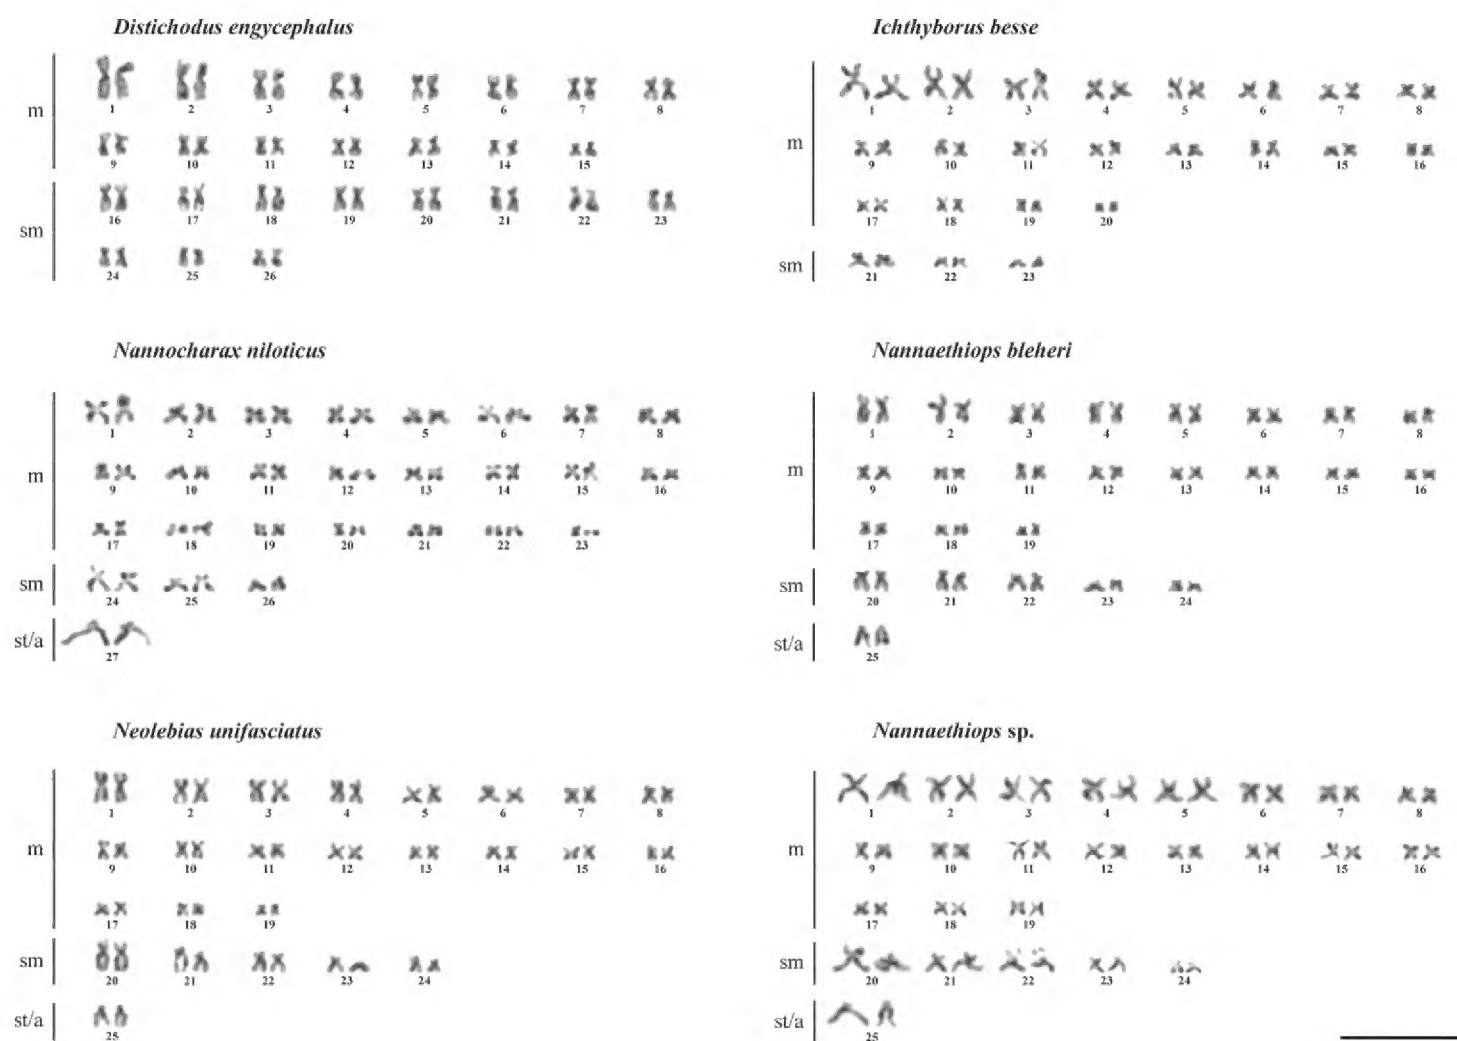 Distichodus engycephalus
m
1 2 3 4 5 6 7 8
9 10 11 12 13 14 15
sm
16 17 18 19 20 21 22 23
24 25 26
Ichthyborus besse
m
1 2 3 4 5 6 7 8
9 10 11 12 13 14 15 16
17 18 19 20
sm
21 22 23
Nannocharax niloticus
m
1 2 3 4 5 6 7 8
9 10 11 12 13 14 15 16
17 18 19 20 21 22 23
sm
24 25 26
st/a
27
Nannaethiops bleheri
m
1 2 3 4 5 6 7 8
9 10 11 12 13 14 15 16
17 18 19
sm
20 21 22 23 24
st/a
25
Neolebias unifasciatus
m
1 2 3 4 5 6 7 8
9 10 11 12 13 14 15 16
17 18 19
sm
20 21 22 23 24
st/a
25
Nannaethiops sp.
m
1 2 3 4 5 6 7 8
9 10 11 12 13 14 15 16
17 18 19
sm
20 21 22 23 24
st/a
25